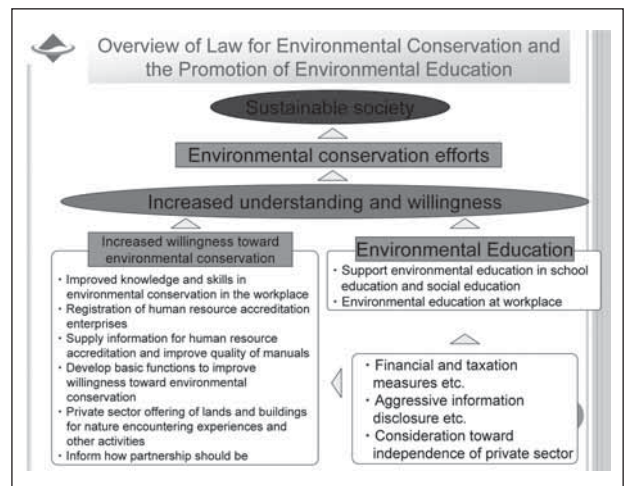 Overview of Law for Environmental Conservation and
the Promotion of Environmental Education
Sustainable society
Environmental conservation efforts
Increased understanding and willingness
Increased willingness toward
environmental conservation
• Improved knowledge and skills in
environmental conservation in the workplace
• Registration of human resource accreditation
enterprises
• Supply information for human resource
accreditation and improve quality of manuals
• Develop basic functions to improve
willingness toward environmental
conservation
• Private sector offering of lands and buildings
for nature encountering experiences and
other activities
• Inform how partnership should be
Environmental Education
• Support environmental education in school
education and social education
• Environmental education at workplace
• Financial and taxation
measures etc.
• Aggressive information
disclosure etc.
• Consideration toward
independence of private sector